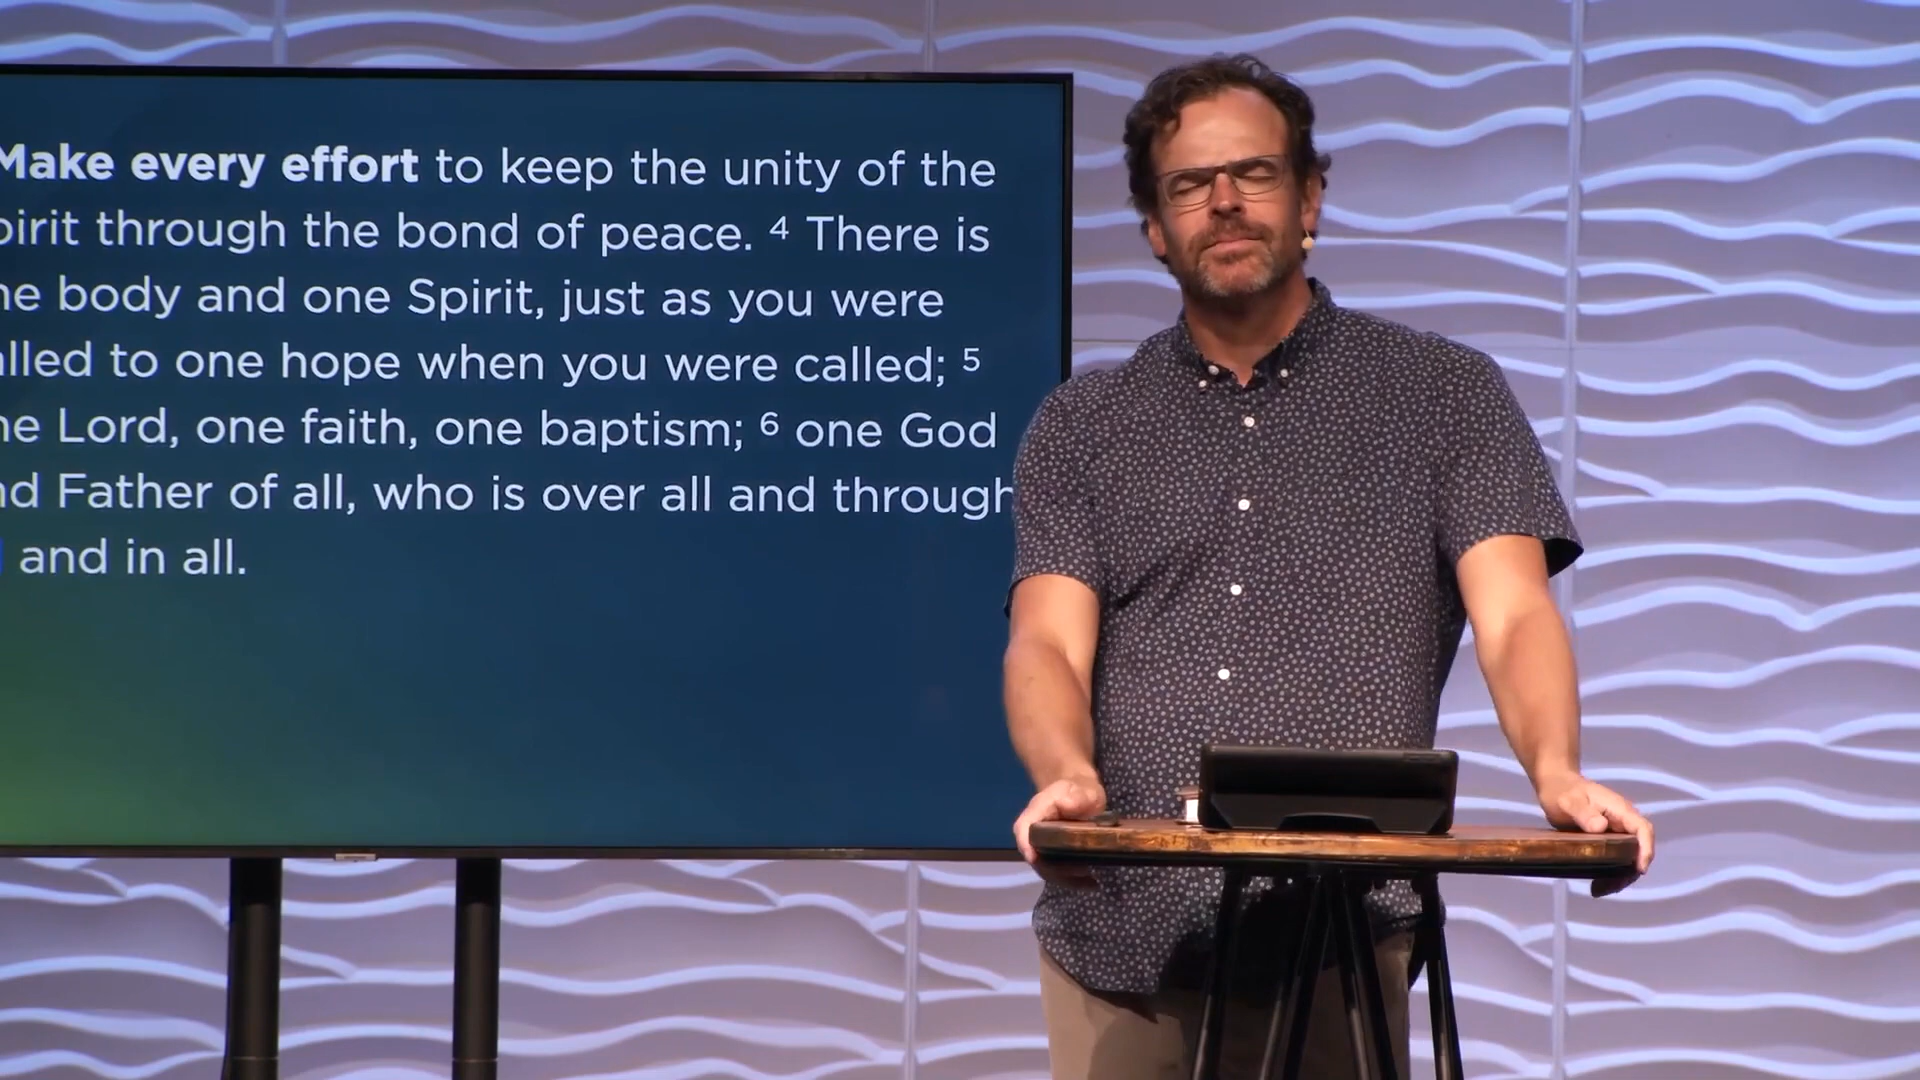 Make every effort to keep the unity of the
pirit through the bond of peace. 4 There is
ne body and one Spirit, just as you were
alled to one hope when you were called; 5
ne Lord, one faith, one baptism; 6 one God
nd Father of all, who is over all and through
and in all.